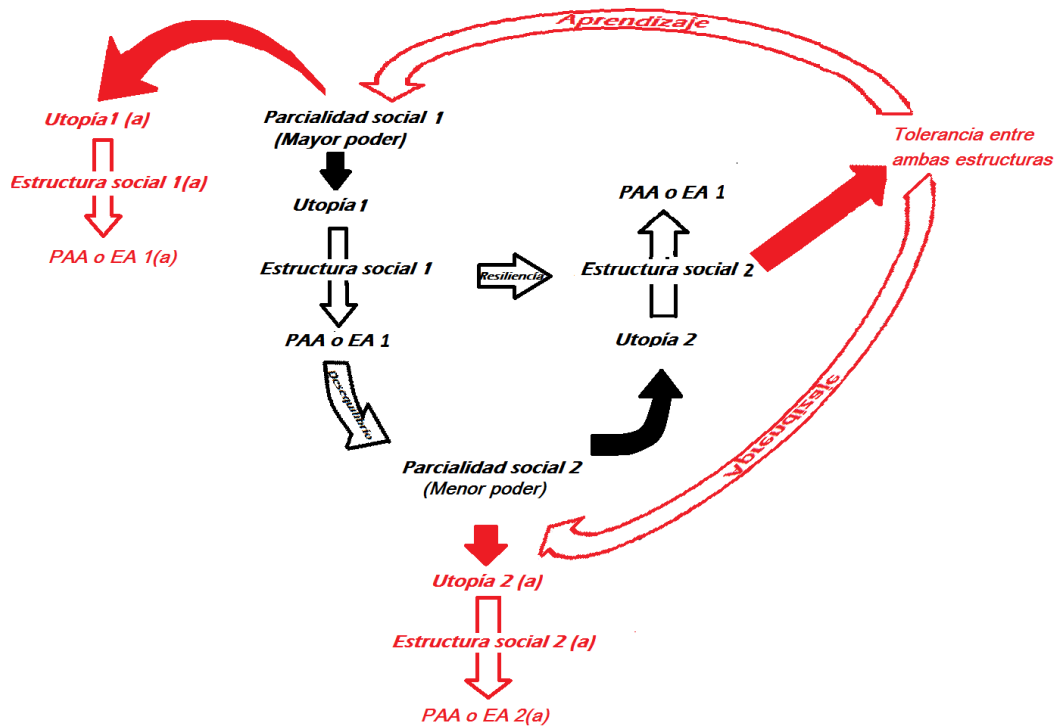 Aprendizaje
Utopía1 (a)
Estructura social 1(a)
PAA o EA 1(a)
Parcialidad social 1
(Mayor poder)
Utopía1
Estructura social 1
PAA o EA 1
Desequilibrio
Resiliencia
PAA o EA 1
Estructura social 2
Utopía 2
Tolerancia entre
ambas estructuras
Aprendizaje
Parcialidad social 2
(Menor poder)
Utopía 2 (a)
Estructura social 2 (a)
PAA o EA 2(a)